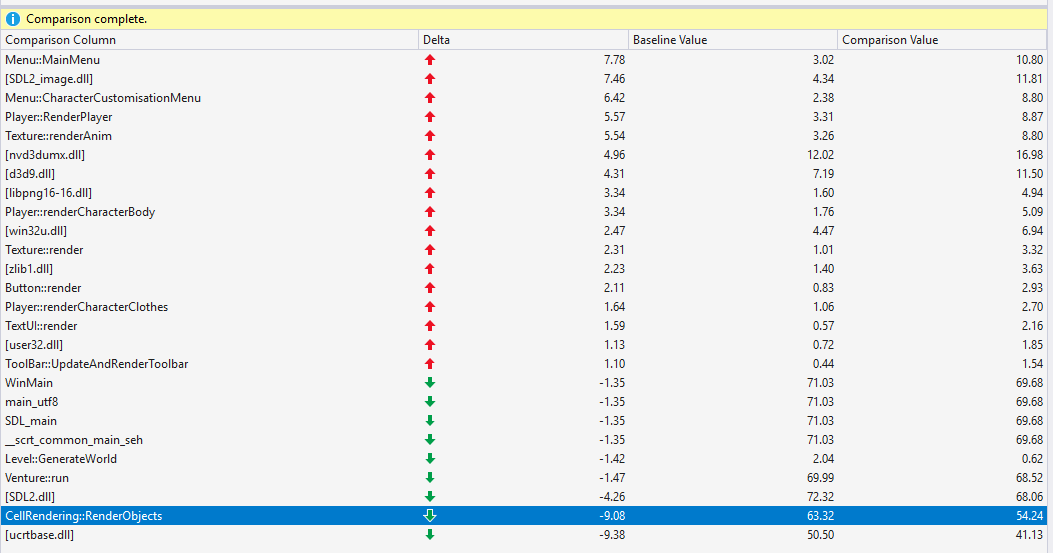 Comparison complete.
Comparison Column Delta Baseline Value Comparison Value
Menu::MainMenu 7.78 3.02 10.80
[SDL2_image.dll] 7.46 4.34 11.81
Menu::CharacterCustomisationMenu 6.42 2.38 8.80
Player::RenderPlayer 5.57 3.31 8.87
Texture::renderAnim 5.54 3.26 8.80
[nvd3dumx.dll] 4.96 12.02 16.98
[d3d9.dll] 4.31 7.19 11.50
[libpng16-16.dll] 3.34 1.60 4.94
Player::renderCharacterBody 3.34 1.76 5.09
[win32u.dll] 2.47 4.47 6.94
Texture::render 2.31 1.01 3.32
[zlib1.dll] 2.23 1.40 3.63
Button::render 2.11 0.83 2.93
Player::renderCharacterClothes 1.64 1.06 2.70
TextUI::render 1.59 0.57 2.16
[user32.dll] 1.13 0.72 1.85
ToolBar::UpdateAndRenderToolbar 1.10 0.44 1.54
WinMain -1.35 71.03 69.68
main_utf8 -1.35 71.03 69.68
SDL_main -1.35 71.03 69.68
__scrt_common_main_seh -1.35 71.03 69.68
Level::GenerateWorld -1.42 2.04 0.62
Venture::run -1.47 69.99 68.52
[SDL2.dll] -4.26 72.32 68.06
CellRendering::RenderObjects -9.08 63.32 54.24
[ucrtbase.dll] -9.38 50.50 41.13